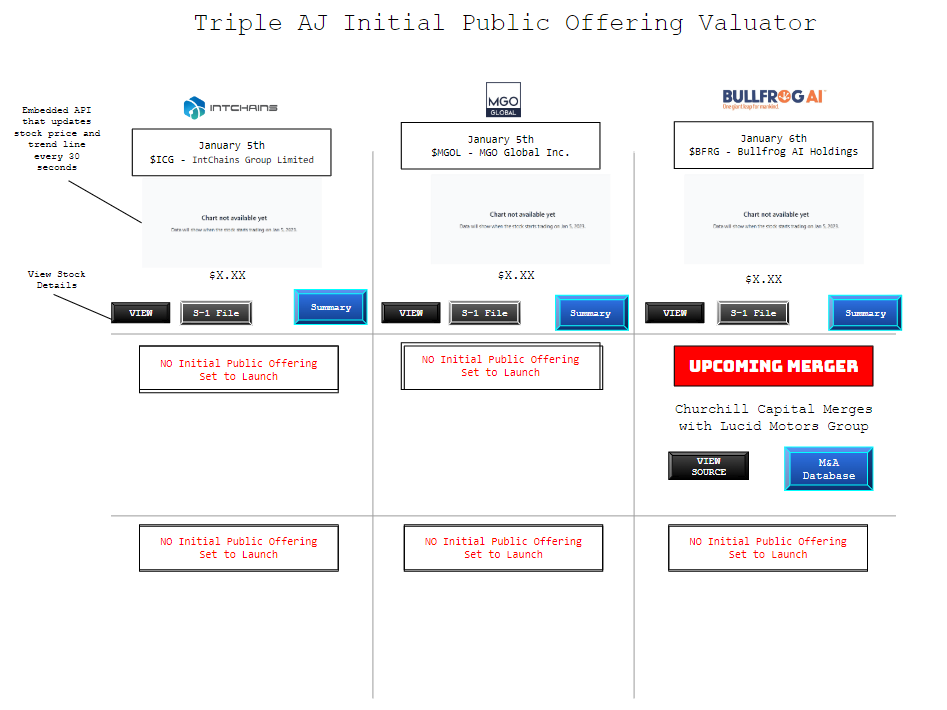 Triple AJ Initial Public Offering Valuator
Embedded API
that updates
stock price and
trend line
every 30
seconds
INTCHAINS
MGO
GLOBAL
BULLFROG AI
One giant leap for mankind
January 5th
$ICG - IntChains Group Limited
January 5th
$MGOL - MGO Global Inc.
January 6th
$BFRG - Bullfrog AI Holdings
Chart not available yet
Data will show when the stock starts trading on Jan 5, 2023.
Chart not available yet
Data will show when the stock starts trading on Jan 5, 2023.
Chart not available yet
Data will show when the stock starts trading on Jan 5, 2023.
$X.XX
$X.XX
$X.XX
View Stock
Details
VIEW
S-1 File
Summary
VIEW
S-1 File
Summary
VIEW
S-1 File
Summary
NO Initial Public Offering
Set to Launch
NO Initial Public Offering
Set to Launch
UPCOMING MERGER
Churchill Capital Merges
with Lucid Motors Group
VIEW
SOURCE
M&A
Database
NO Initial Public Offering
Set to Launch
NO Initial Public Offering
Set to Launch
NO Initial Public Offering
Set to Launch